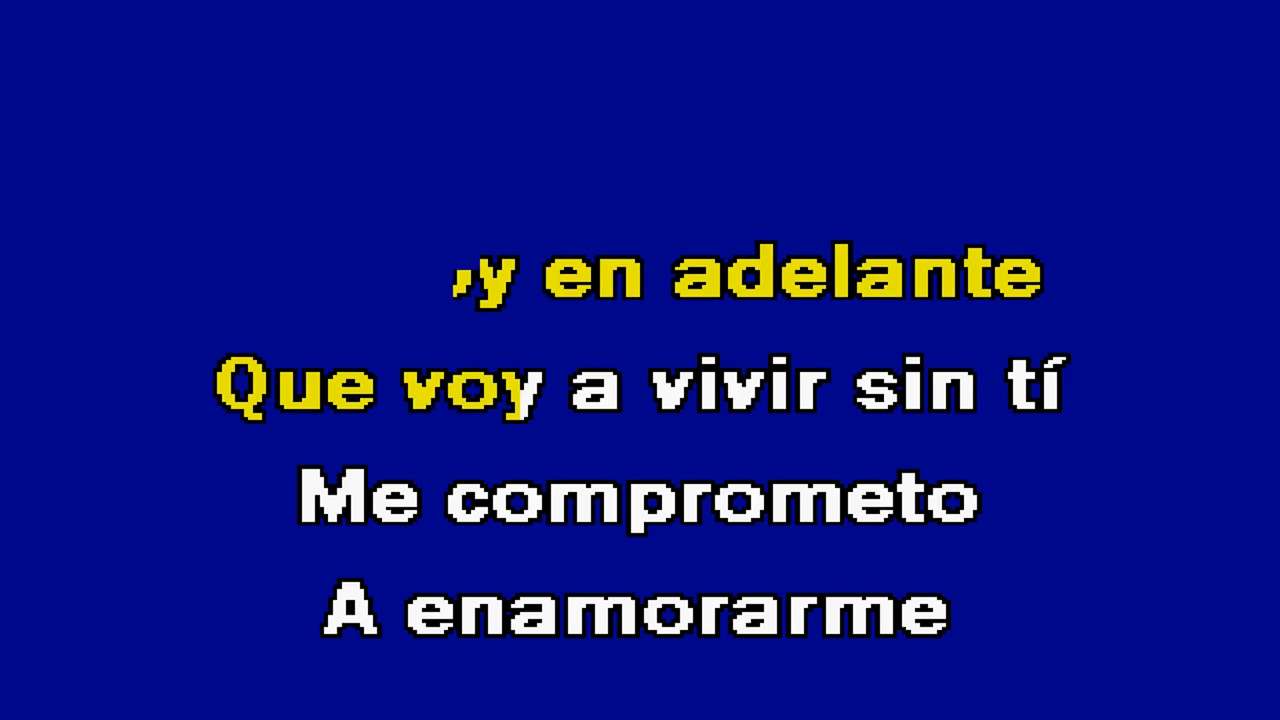 ,y en adelante
Que voy a vivir sin tí
Me comprometo
A enamorarme